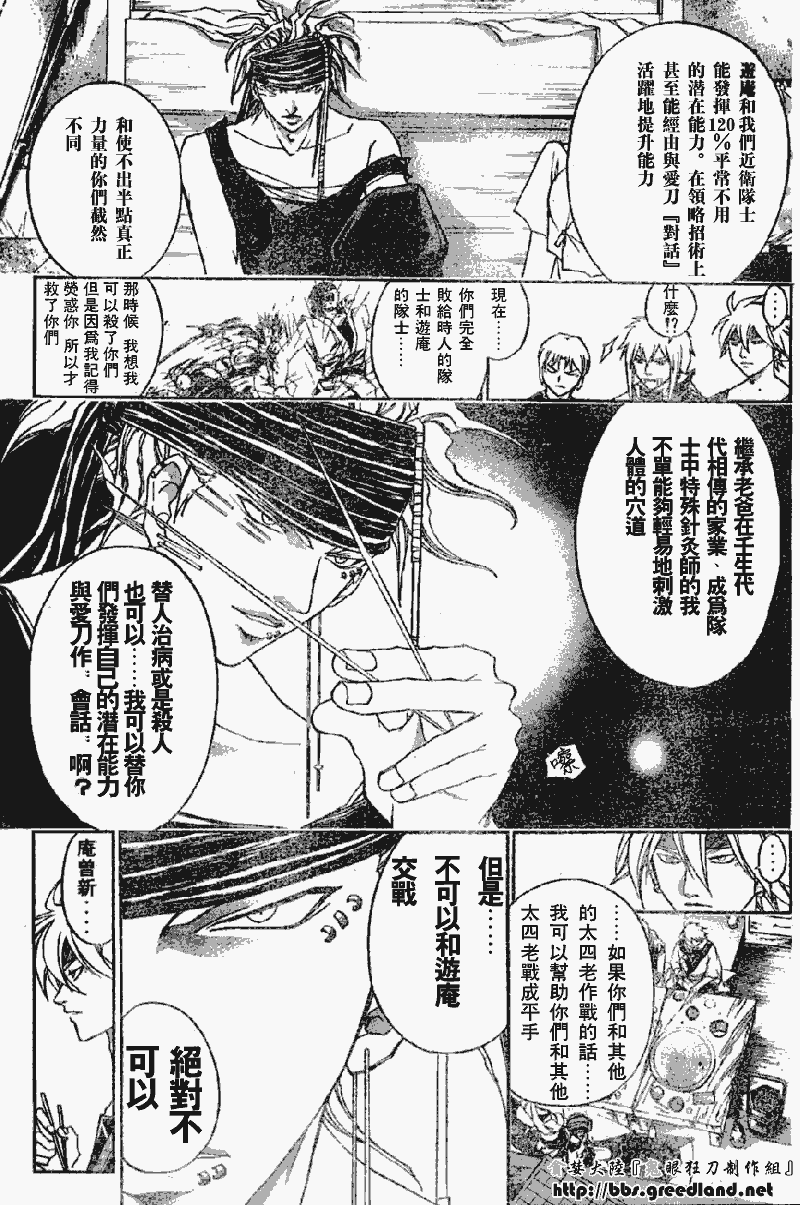 遊庵和我們近衛隊士
能發揮120％平常不用
的潛在能力。在領略招術上
甚至能經由與愛刀『對話』
活躍地提升能力
和使不出半點真正
力量的你們截然
不同
…
什麼!?
現在……
你們完全
敗給時人的隊
士和遊庵
的隊士……
那時候 我想我
可以殺了你們
但是因爲我記得
熒惑你 所以才
救了你們
繼承老爸在壬生代
代相傳的家業、成爲隊
士中特殊針灸師的我
不單能夠輕易地刺激
人體的穴道
嚓
替人治病或是殺人
也可以……我可以替你
們發揮自己的潛在能力
與愛刀作〝會話〞啊？
…
……如果你們和其他
的太四老作戰的話……
我可以幫助你們和其他
太四老戰成平手
但是……
不可以和遊庵
交戰
絕對不
可以
庵曾新…
大陸『鬼眼狂刀制作組』
http://bbs.greedland.net